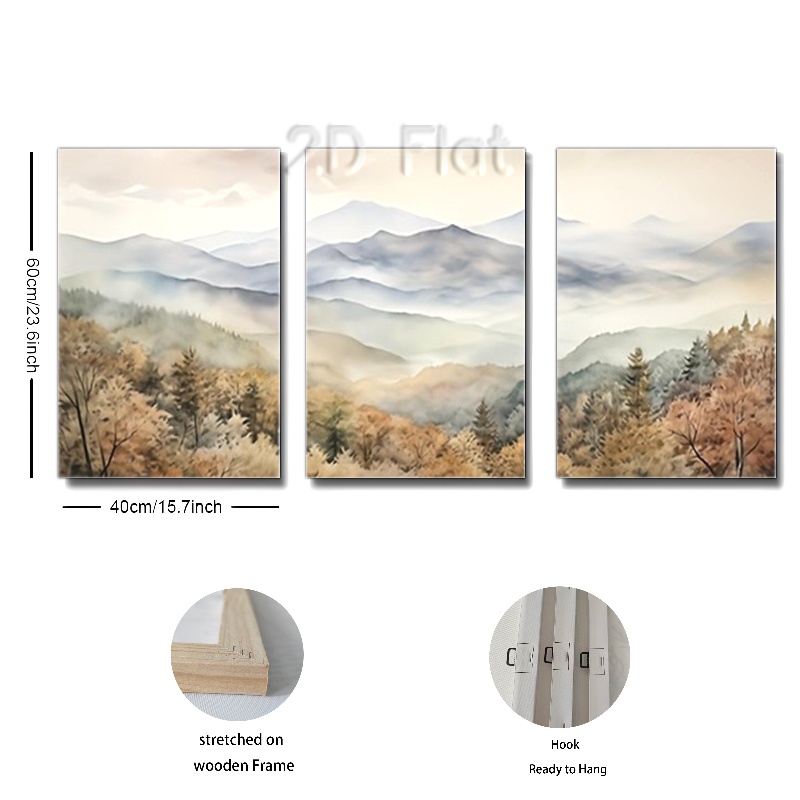 2D Flat
60cm/23.6inch
40cm/15.7inch
stretched on
wooden Frame
Hook
Ready to Hang